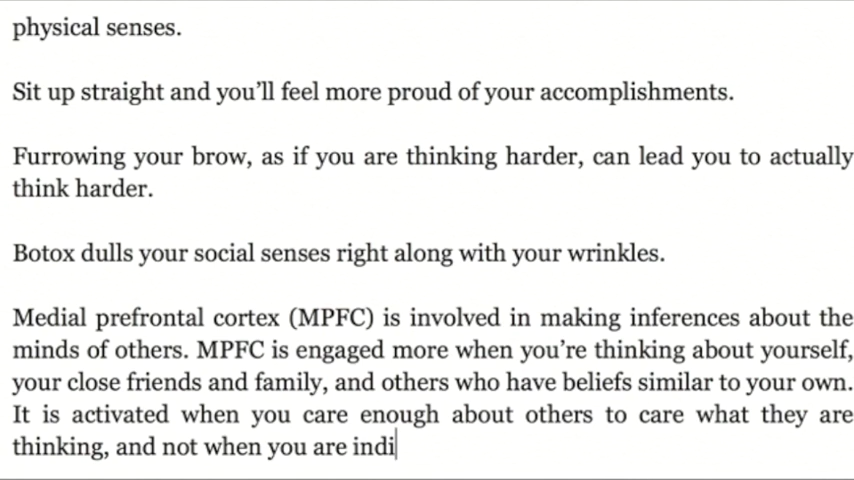 physical senses.
Sit up straight and you’ll feel more proud of your accomplishments.
Furrowing your brow, as if you are thinking harder, can lead you to actually
think harder.
Botox dulls your social senses right along with your wrinkles.
Medial prefrontal cortex (MPFC) is involved in making inferences about the
minds of others. MPFC is engaged more when you’re thinking about yourself,
your close friends and family, and others who have beliefs similar to your own.
It is activated when you care enough about others to care what they are
thinking, and not when you are indi